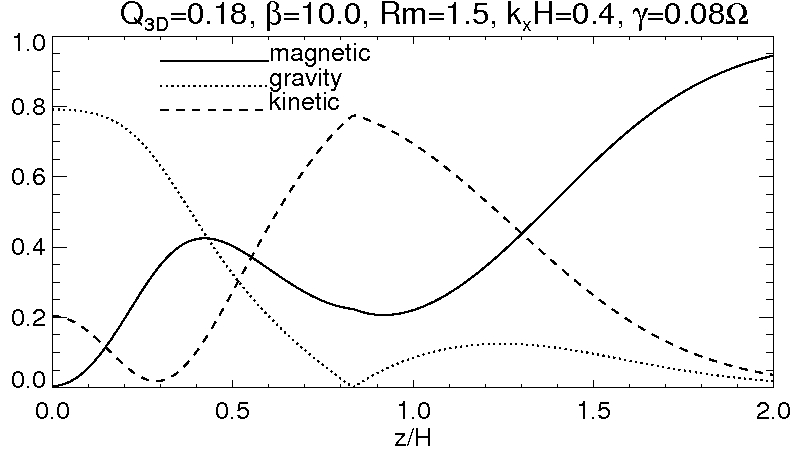 Q3D=0.18, β=10.0, Rm=1.5, kxH=0.4, γ=0.08Ω
1.0
magnetic
gravity
kinetic
0.8
0.6
0.4
0.2
0.0
0.0 0.5 1.0 1.5 2.0
z/H